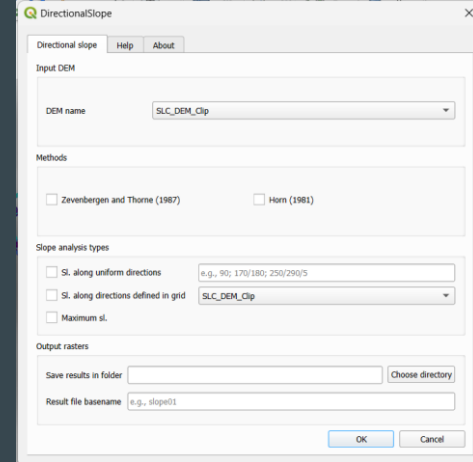 DirectionalSlope
Directional slope Help About
Input DEM
DEM name SLC_DEM_Clip
Methods
Zevenbergen and Thorne (1987) Horn (1981)
Slope analysis types
Sl. along uniform directions e.g., 90; 170/180; 250/290/5
Sl. along directions defined in grid SLC_DEM_Clip
Maximum sl.
Output rasters
Save results in folder Choose directory
Result file basename e.g., slope01
OK Cancel